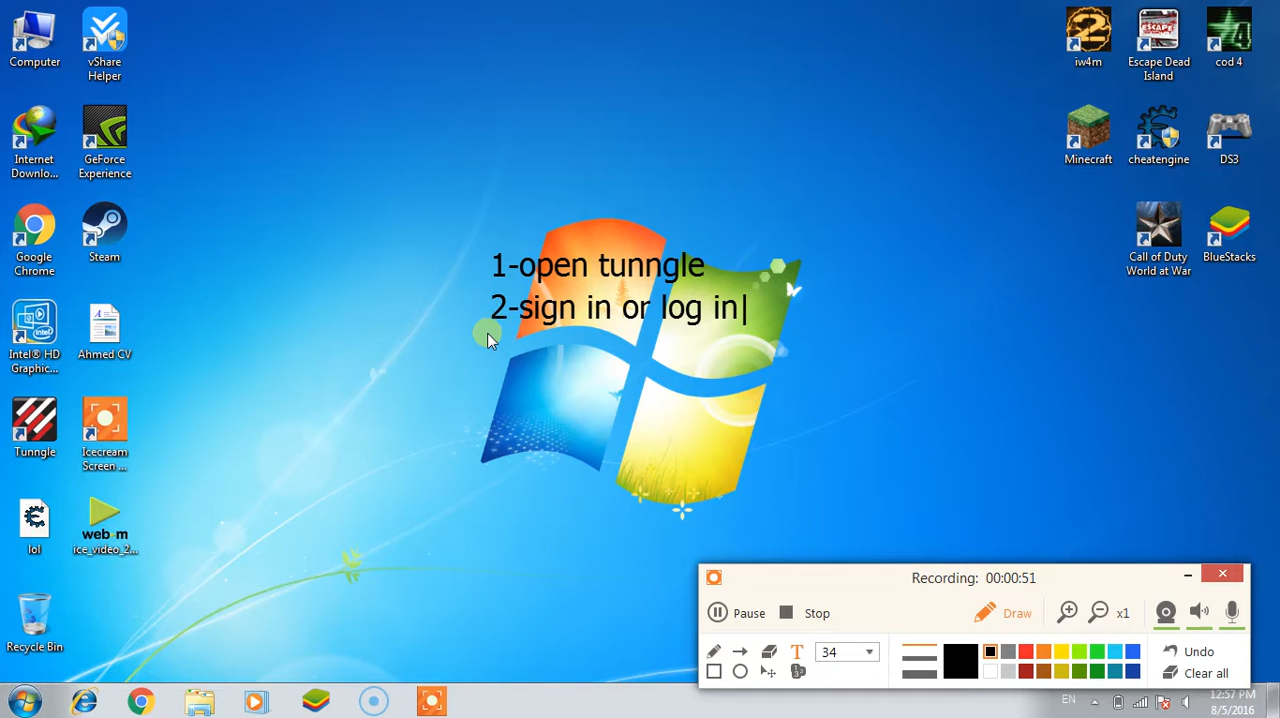 Computer
vShare
Helper
iw4m
Escape Dead
Island
cod 4
Internet
Downlo...
GeForce
Experience
Minecraft
cheatengine
DS3
Google
Chrome
Steam
Call of Duty
World at War
BlueStacks
1-open tunngle
2-sign in or log in
Intel® HD
Graphic...
Ahmed CV
Tunngle
Icecream
Screen ...
lol
web-m
ice_video_2...
Recycle Bin
Recording: 00:00:51
Pause
Stop
Draw
x1
T
34
Undo
Clear all
EN
12:57 PM
8/5/2016